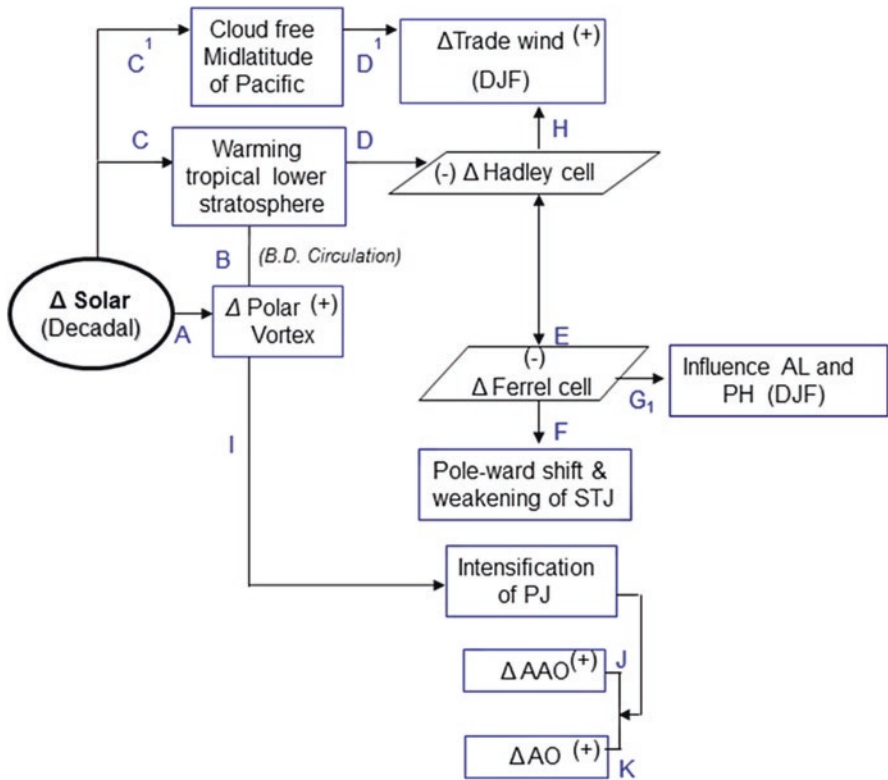 Cloud free
Midlatitude
of Pacific
C¹
D¹
ΔTrade wind (+)
(DJF)
H
C
Warming
tropical lower
stratosphere
D
(-) Δ Hadley cell
B
(B.D. Circulation)
Δ Solar
(Decadal)
A
Δ Polar (+)
Vortex
E
(-)
Δ Ferrel cell
G₁
Influence AL and
PH (DJF)
F
I
Pole-ward shift &
weakening of STJ
Intensification
of PJ
Δ AAO (+)
J
ΔAO (+)
K